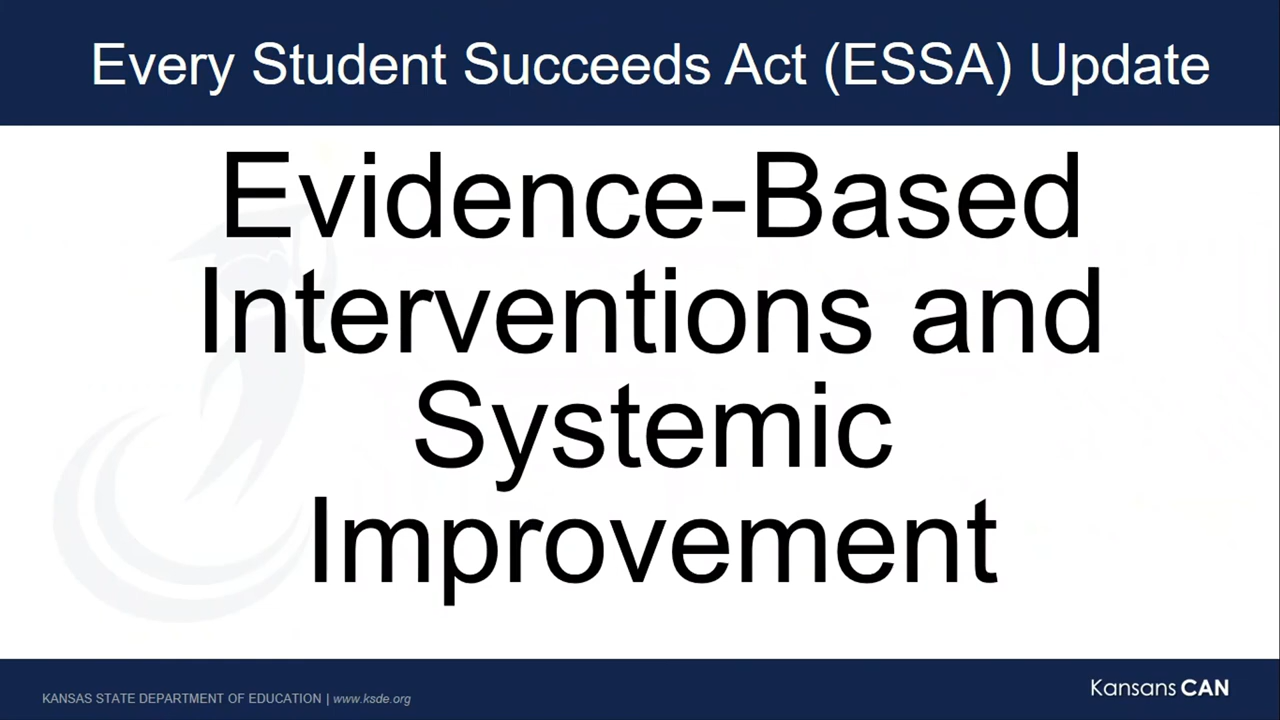 Every Student Succeeds Act (ESSA) Update
Evidence-Based
Interventions and
Systemic
Improvement
KANSAS STATE DEPARTMENT OF EDUCATION | www.ksde.org
Kansans CAN